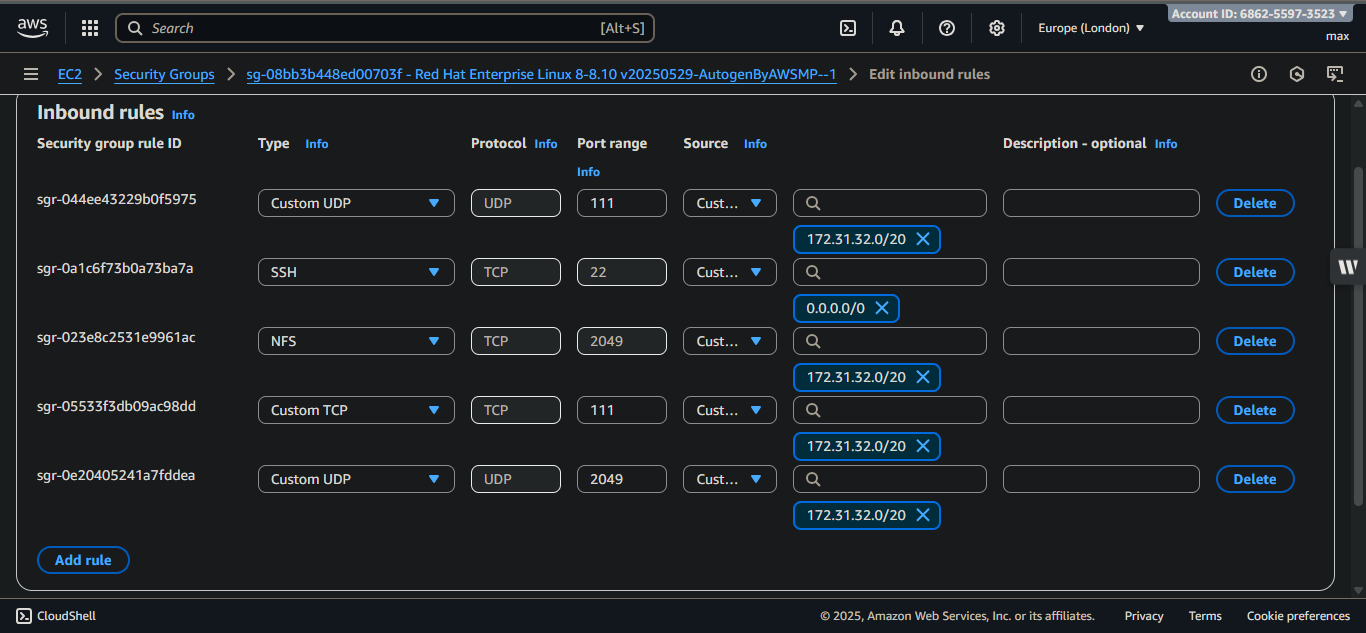 aws
Search [Alt+S]
Europe (London)
Account ID: 6862-5597-3523
max
EC2 > Security Groups > sg-08bb3b448ed00703f - Red Hat Enterprise Linux 8-8.10 v20250529-AutogenByAWSMP--1 > Edit inbound rules
Inbound rules Info
Security group rule ID Type Info Protocol Info Port range Info Source Info Description - optional Info
sgr-044ee43229b0f5975 Custom UDP UDP 111 Cust... Delete
172.31.32.0/20
sgr-0a1c6f73b0a73ba7a SSH TCP 22 Cust... Delete
0.0.0.0/0
sgr-023e8c2531e9961ac NFS TCP 2049 Cust... Delete
172.31.32.0/20
sgr-05533f3db09ac98dd Custom TCP TCP 111 Cust... Delete
172.31.32.0/20
sgr-0e20405241a7fddea Custom UDP UDP 2049 Cust... Delete
172.31.32.0/20
Add rule
CloudShell © 2025, Amazon Web Services, Inc. or its affiliates. Privacy Terms Cookie preferences